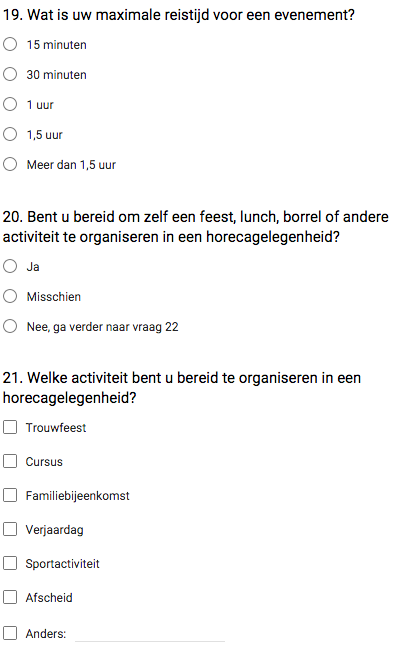 19. Wat is uw maximale reistijd voor een evenement?
15 minuten
30 minuten
1 uur
1,5 uur
Meer dan 1,5 uur
20. Bent u bereid om zelf een feest, lunch, borrel of andere
activiteit te organiseren in een horecagelegenheid?
Ja
Misschien
Nee, ga verder naar vraag 22
21. Welke activiteit bent u bereid te organiseren in een
horecagelegenheid?
Trouwfeest
Cursus
Familiebijeenkomst
Verjaardag
Sportactiviteit
Afscheid
Anders: